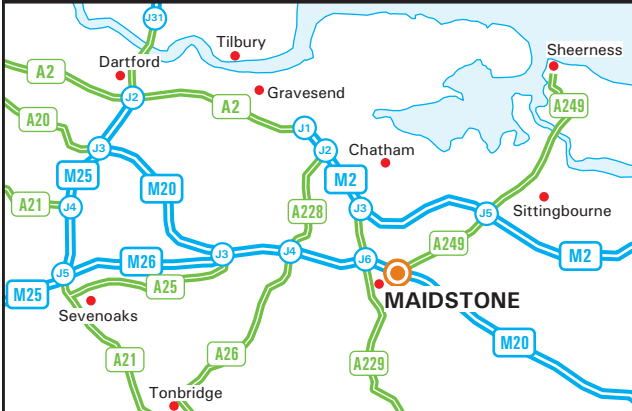 J31
Tilbury
Sheerness
Dartford
A2
J2
Gravesend
A2
A249
A20
J1
J3
J2
Chatham
M25
M20
M2
A21
J4
A228
J3
J5
Sittingbourne
A249
M2
J3
J4
J6
M26
J5
A25
M25
MAIDSTONE
Sevenoaks
M20
A26
A21
A229
Tonbridge